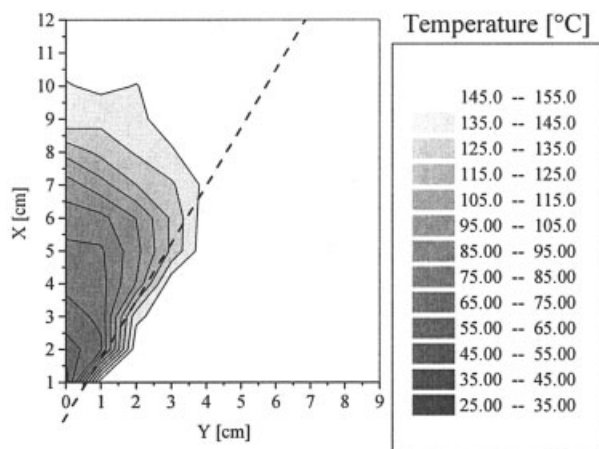 Temperature [°C]
12
11
10
9
8
7
6
5
4
3
2
1
X [cm]
0 1 2 3 4 5 6 7 8 9
Y [cm]
145.0 -- 155.0
135.0 -- 145.0
125.0 -- 135.0
115.0 -- 125.0
105.0 -- 115.0
95.00 -- 105.0
85.00 -- 95.00
75.00 -- 85.00
65.00 -- 75.00
55.00 -- 65.00
45.00 -- 55.00
35.00 -- 45.00
25.00 -- 35.00